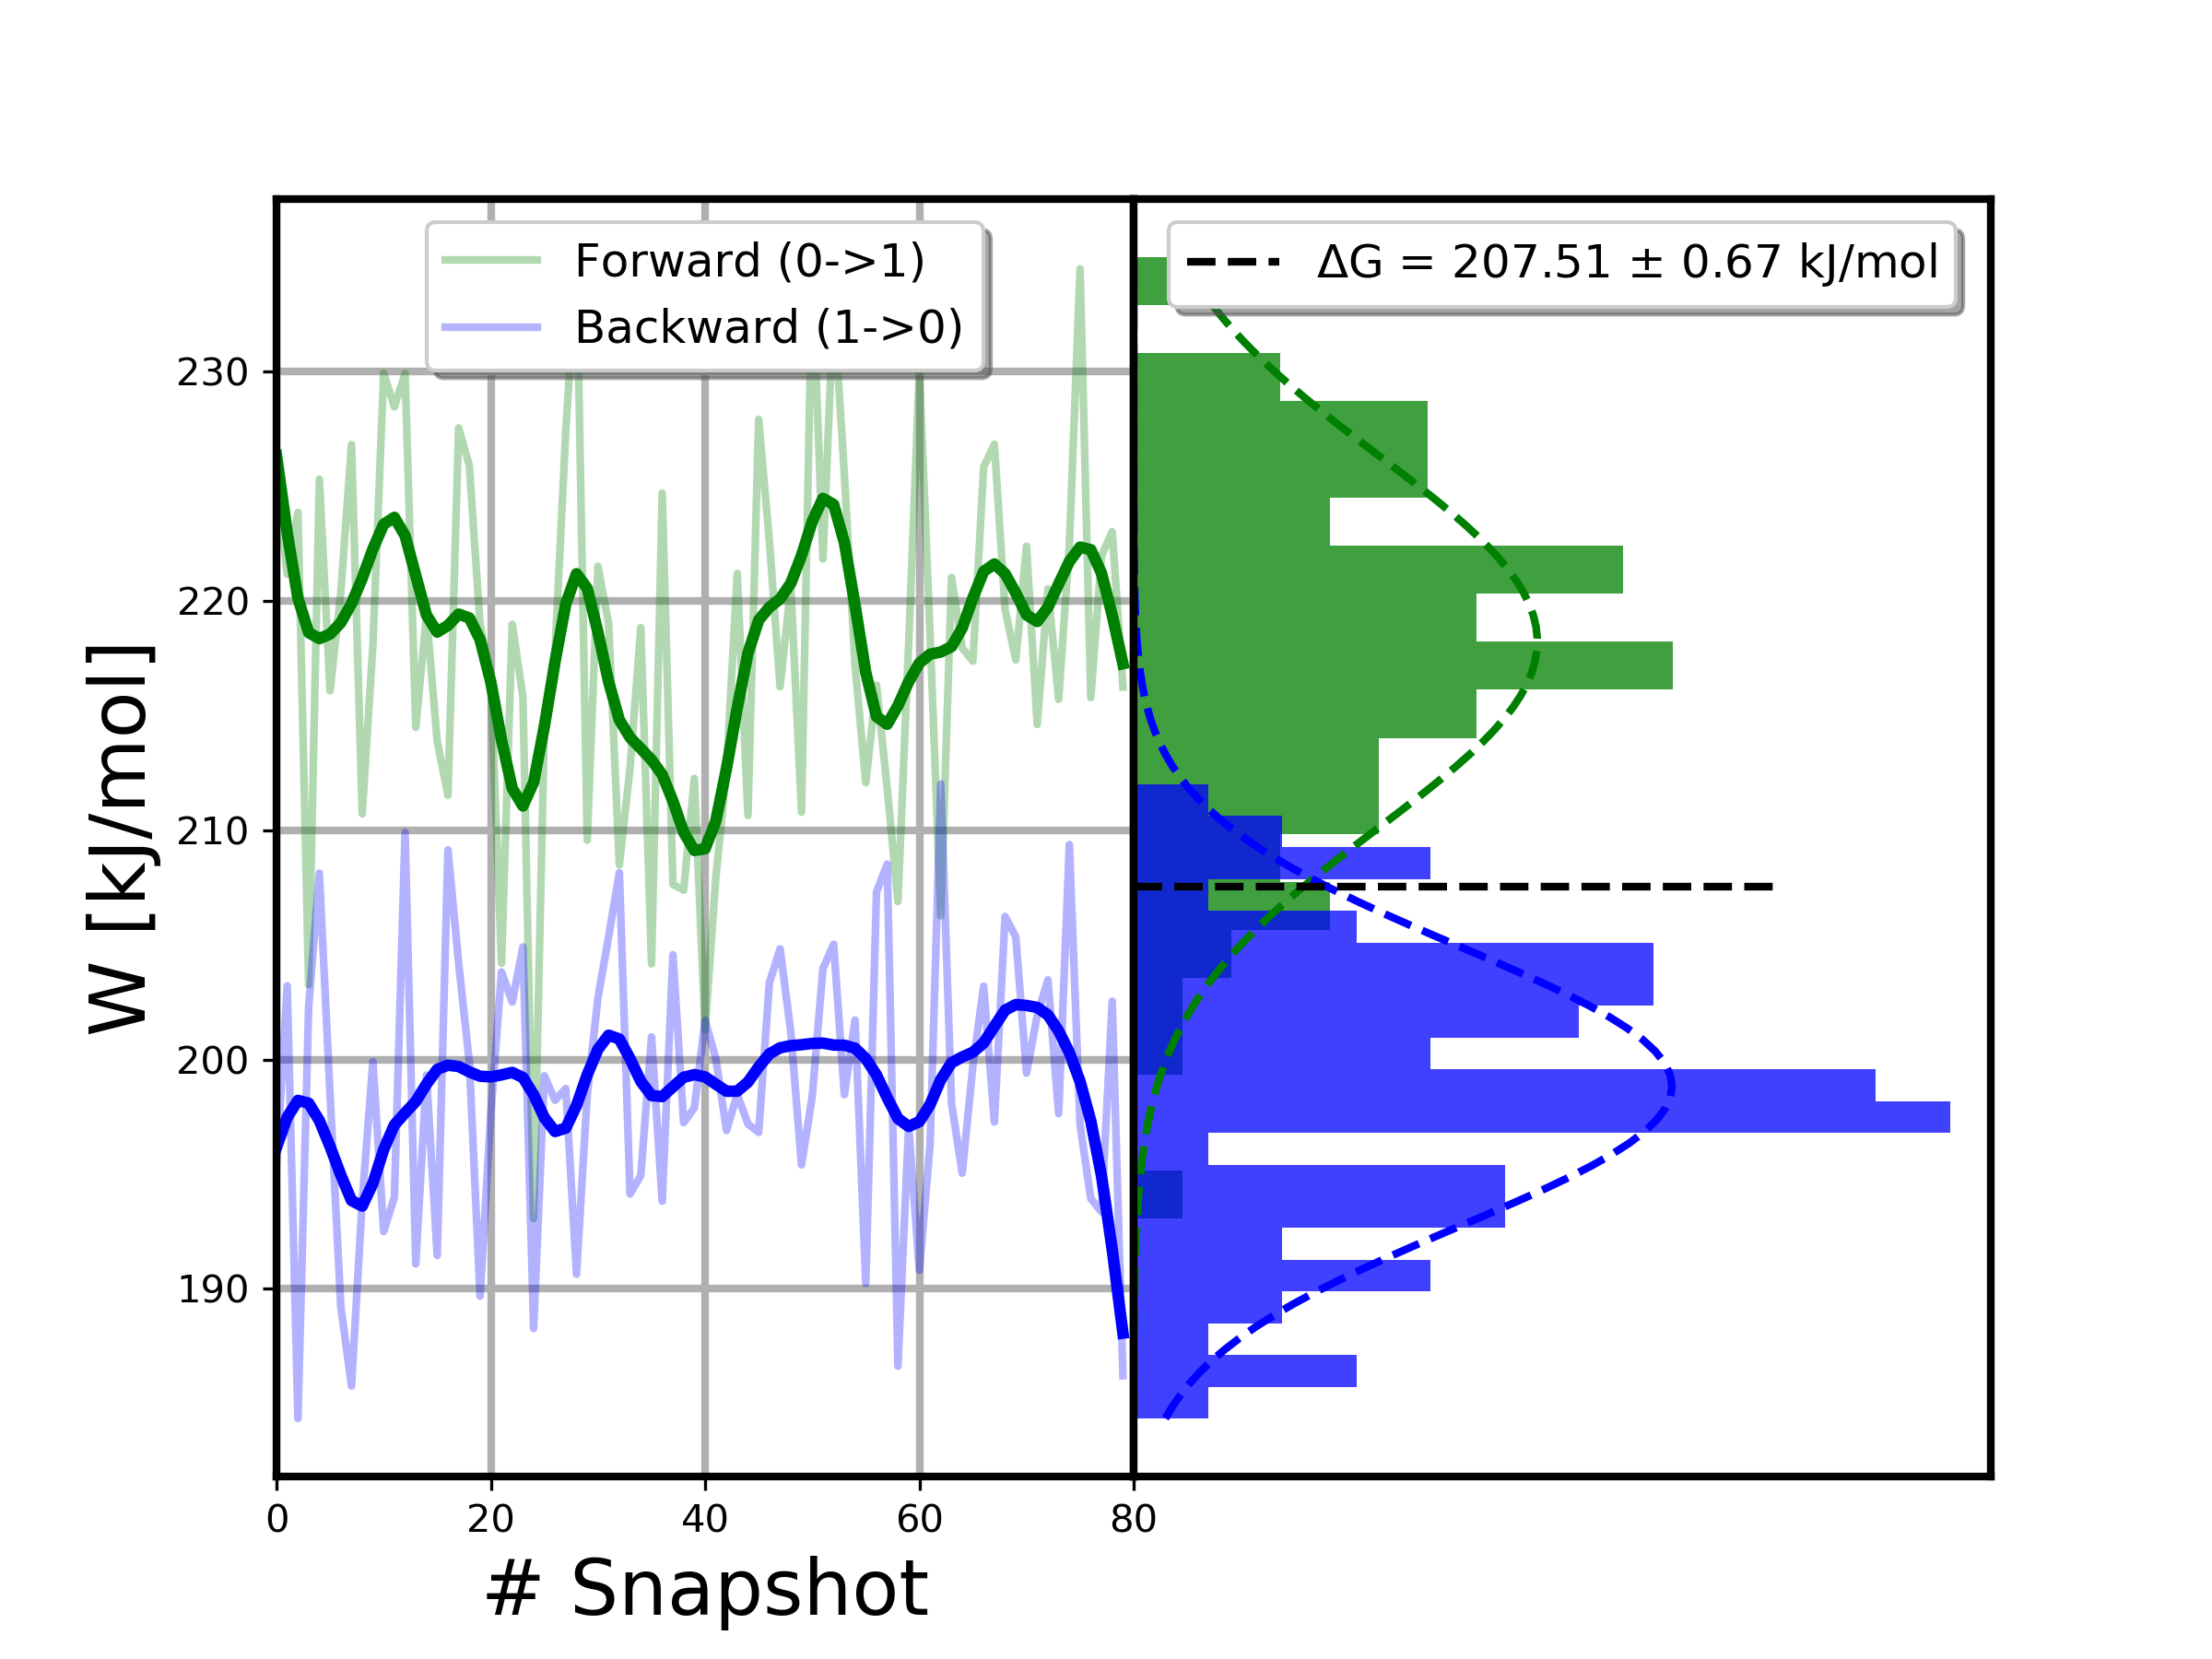 Forward (0->1)
Backward (1->0)
ΔG = 207.51 ± 0.67 kJ/mol
W [kJ/mol]
230
220
210
200
190
0 20 40 60 80
# Snapshot